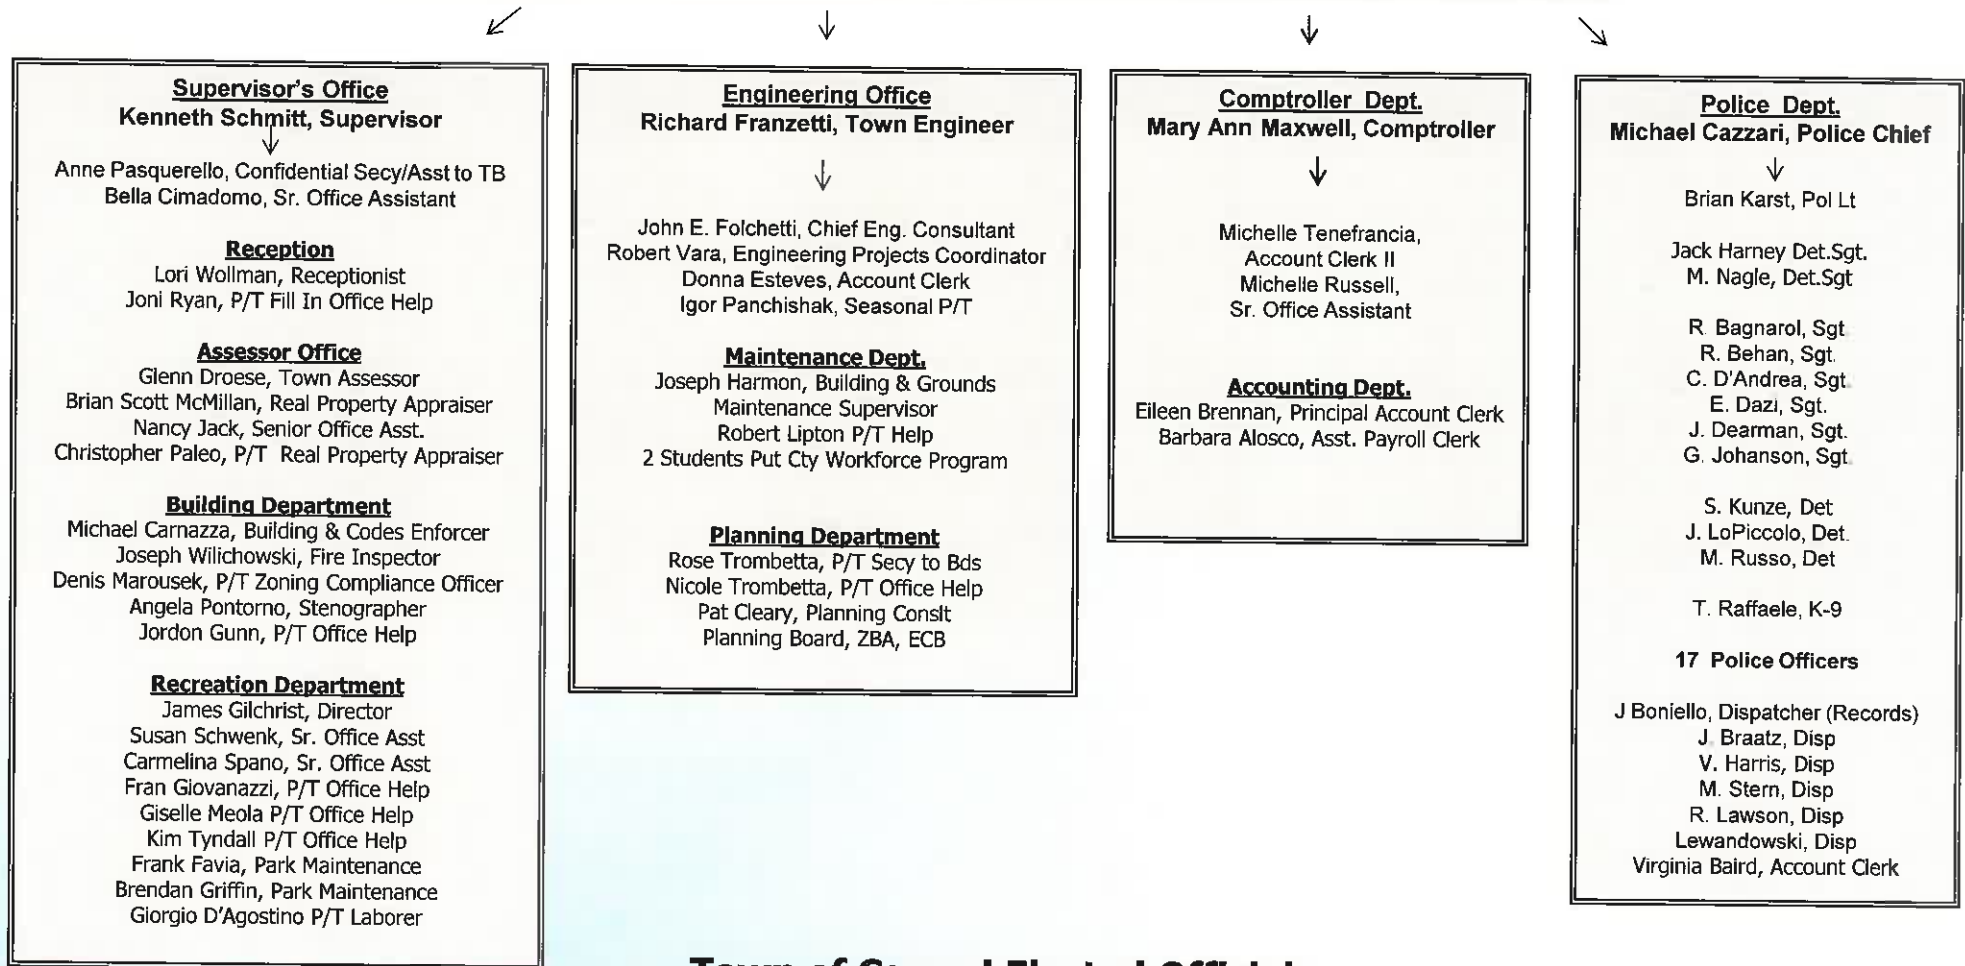 Supervisor's Office
Kenneth Schmitt, Supervisor
Anne Pasquerello, Confidential Secy/Asst to TB
Bella Cimadomo, Sr. Office Assistant
Reception
Lori Wollman, Receptionist
Joni Ryan, P/T Fill In Office Help
Assessor Office
Glenn Droese, Town Assessor
Brian Scott McMillan, Real Property Appraiser
Nancy Jack, Senior Office Asst.
Christopher Paleo, P/T Real Property Appraiser
Building Department
Michael Carnazza, Building & Codes Enforcer
Joseph Wilichowski, Fire Inspector
Denis Marousek, P/T Zoning Compliance Officer
Angela Pontorno, Stenographer
Jordon Gunn, P/T Office Help
Recreation Department
James Gilchrist, Director
Susan Schwenk, Sr. Office Asst
Carmelina Spano, Sr. Office Asst
Fran Giovanazzi, P/T Office Help
Giselle Meola P/T Office Help
Kim Tyndall P/T Office Help
Frank Favia, Park Maintenance
Brendan Griffin, Park Maintenance
Giorgio D'Agostino P/T Laborer
Engineering Office
Richard Franzetti, Town Engineer
John E. Folchetti, Chief Eng. Consultant
Robert Vara, Engineering Projects Coordinator
Donna Esteves, Account Clerk
Igor Panchishak, Seasonal P/T
Maintenance Dept.
Joseph Harmon, Building & Grounds
Maintenance Supervisor
Robert Lipton P/T Help
2 Students Put Cty Workforce Program
Planning Department
Rose Trombetta, P/T Secy to Bds
Nicole Trombetta, P/T Office Help
Pat Cleary, Planning Conslt
Planning Board, ZBA, ECB
Comptroller Dept.
Mary Ann Maxwell, Comptroller
Michelle Tenefrancia,
Account Clerk II
Michelle Russell,
Sr. Office Assistant
Accounting Dept.
Eileen Brennan, Principal Account Clerk
Barbara Alosco, Asst. Payroll Clerk
Police Dept.
Michael Cazzari, Police Chief
Brian Karst, Pol Lt
Jack Harney Det.Sgt.
M. Nagle, Det.Sgt
R. Bagnarol, Sgt
R. Behan, Sgt.
C. D'Andrea, Sgt.
E. Dazi, Sgt.
J. Dearman, Sgt.
G. Johanson, Sgt.
S. Kunze, Det
J. LoPiccolo, Det.
M. Russo, Det
T. Raffaele, K-9
17 Police Officers
J Boniello, Dispatcher (Records)
J. Braatz, Disp
V. Harris, Disp
M. Stern, Disp
R. Lawson, Disp
Lewandowski, Disp
Virginia Baird, Account Clerk